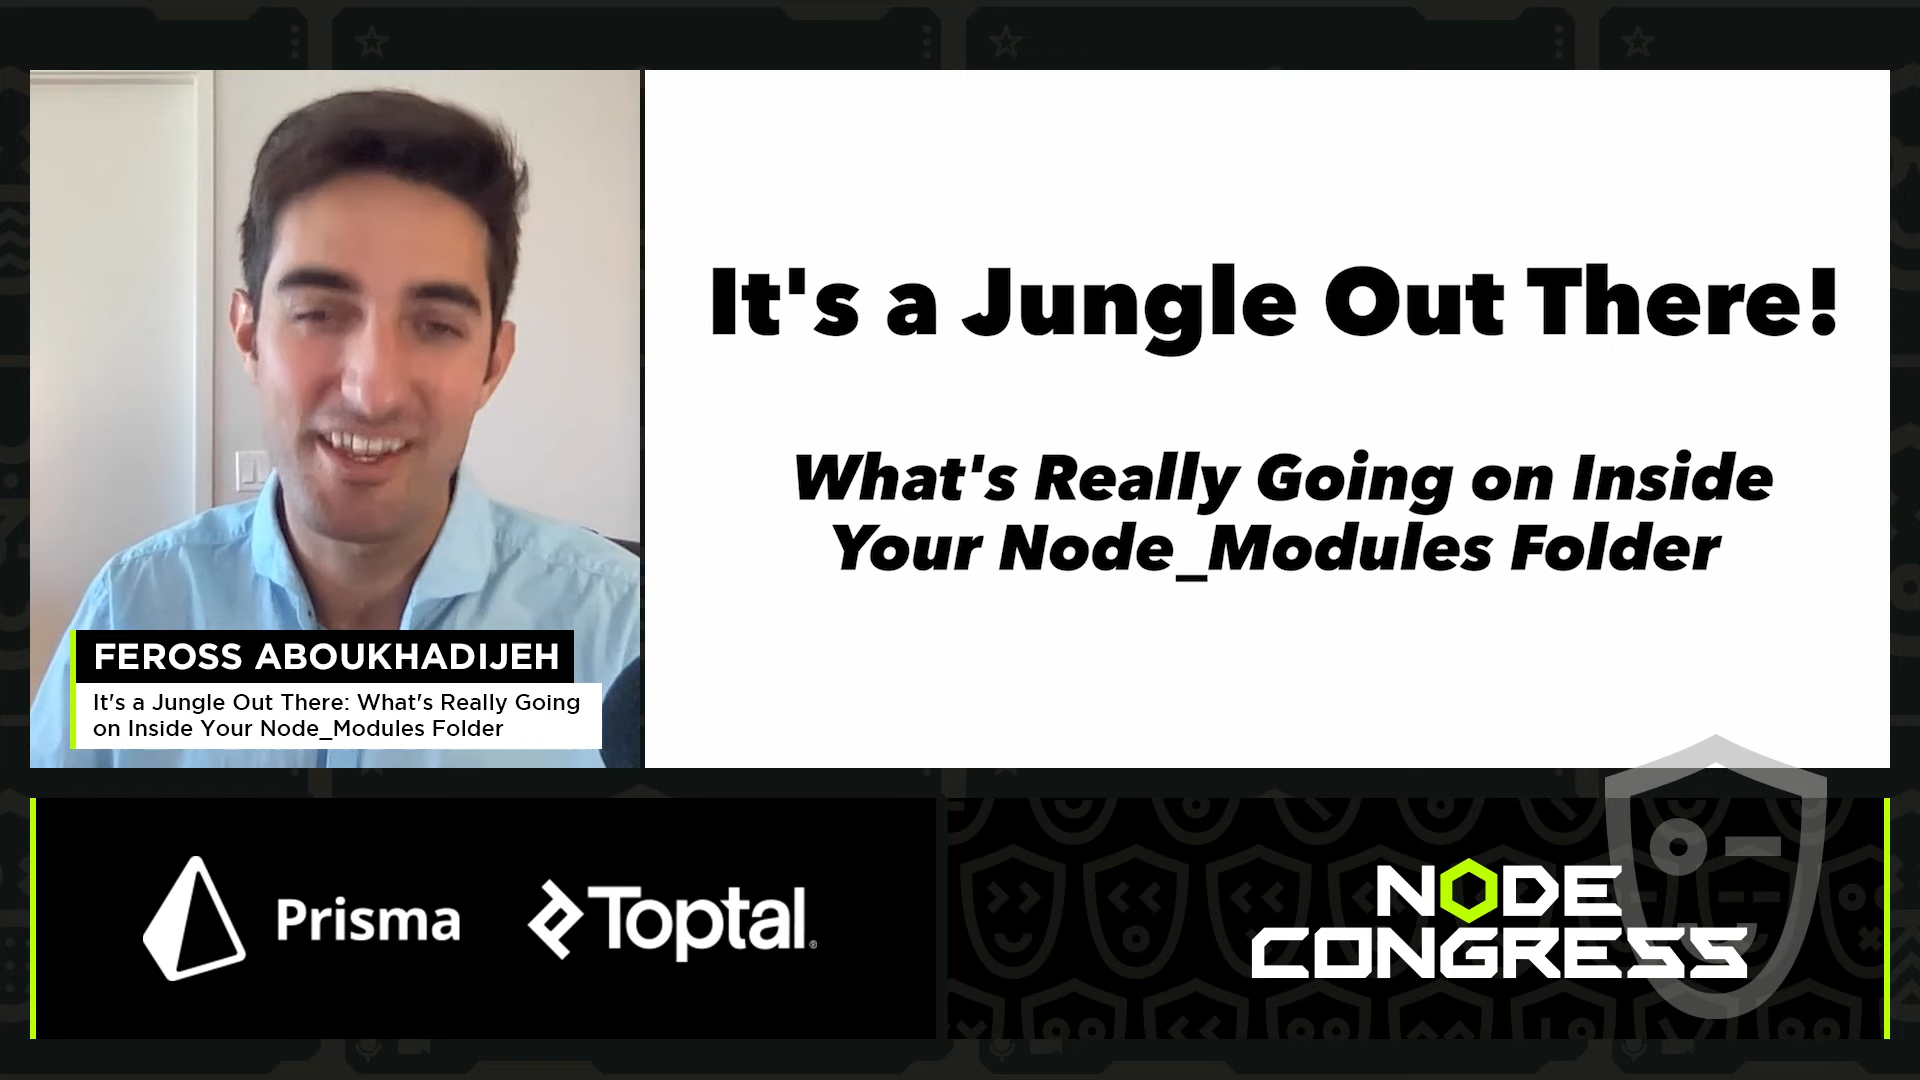 It's a Jungle Out There!
What's Really Going on Inside
Your Node_Modules Folder
FEROSS ABOUKHADIJEH
It's a Jungle Out There: What's Really Going
on Inside Your Node_Modules Folder
Prisma
Toptal®
NODE
CONGRESS